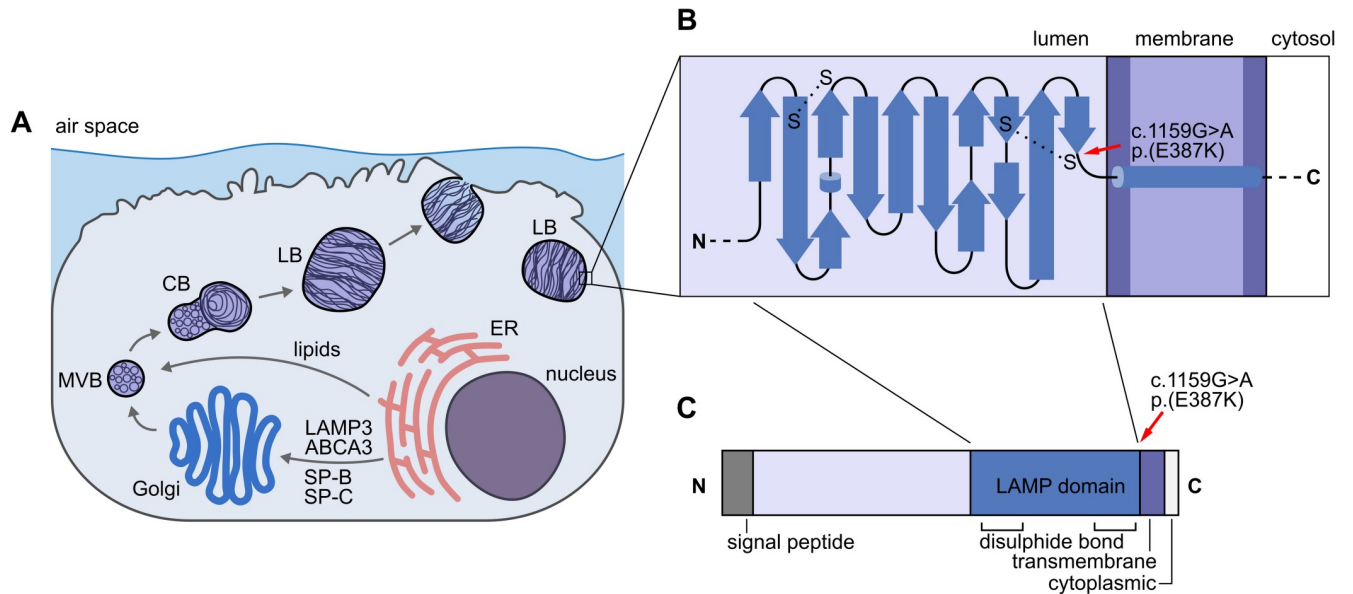 A
air space
LB
LB
CB
MVB
lipids
ER
nucleus
LAMP3
ABCA3
SP-B
SP-C
Golgi
B
lumen
membrane
cytosol
S
S
S
S
c.1159G>A
p.(E387K)
N
C
C
c.1159G>A
p.(E387K)
N
LAMP domain
C
signal peptide
disulphide bond
transmembrane
cytoplasmic